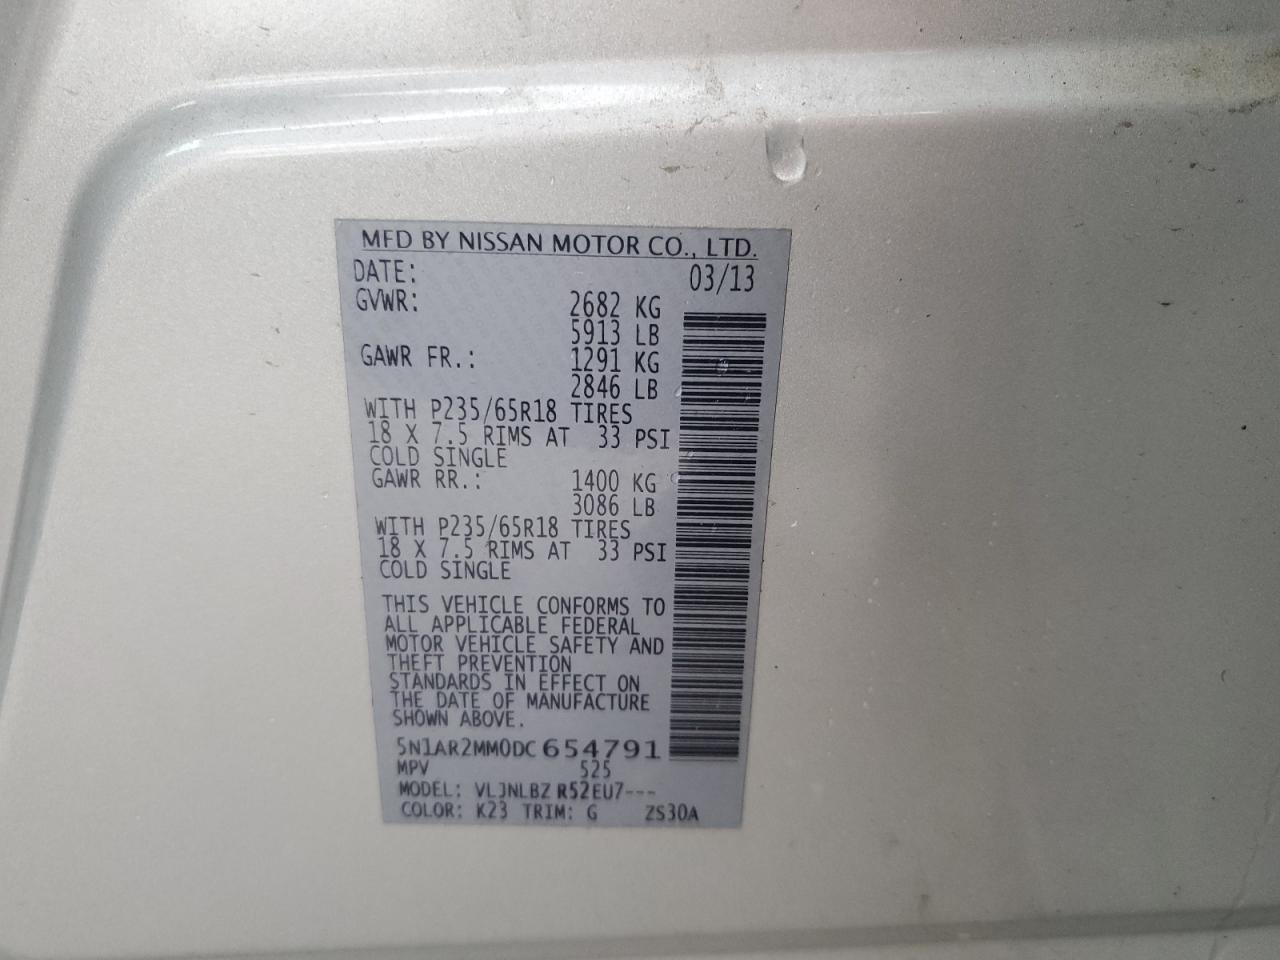 MFD BY NISSAN MOTOR CO., LTD.
DATE: 03/13
GVWR: 2682 KG
5913 LB
GAWR FR.: 1291 KG
2846 LB
WITH P235/65R18 TIRES
18 X 7.5 RIMS AT 33 PSI
COLD SINGLE
GAWR RR.: 1400 KG
3086 LB
WITH P235/65R18 TIRES
18 X 7.5 RIMS AT 33 PSI
COLD SINGLE
THIS VEHICLE CONFORMS TO
ALL APPLICABLE FEDERAL
MOTOR VEHICLE SAFETY AND
THEFT PREVENTION
STANDARDS IN EFFECT ON
THE DATE OF MANUFACTURE
SHOWN ABOVE.
5N1AR2MM0DC654791
MPV 525
MODEL: VLJNLBZ R52EU7---
COLOR: K23 TRIM: G ZS30A